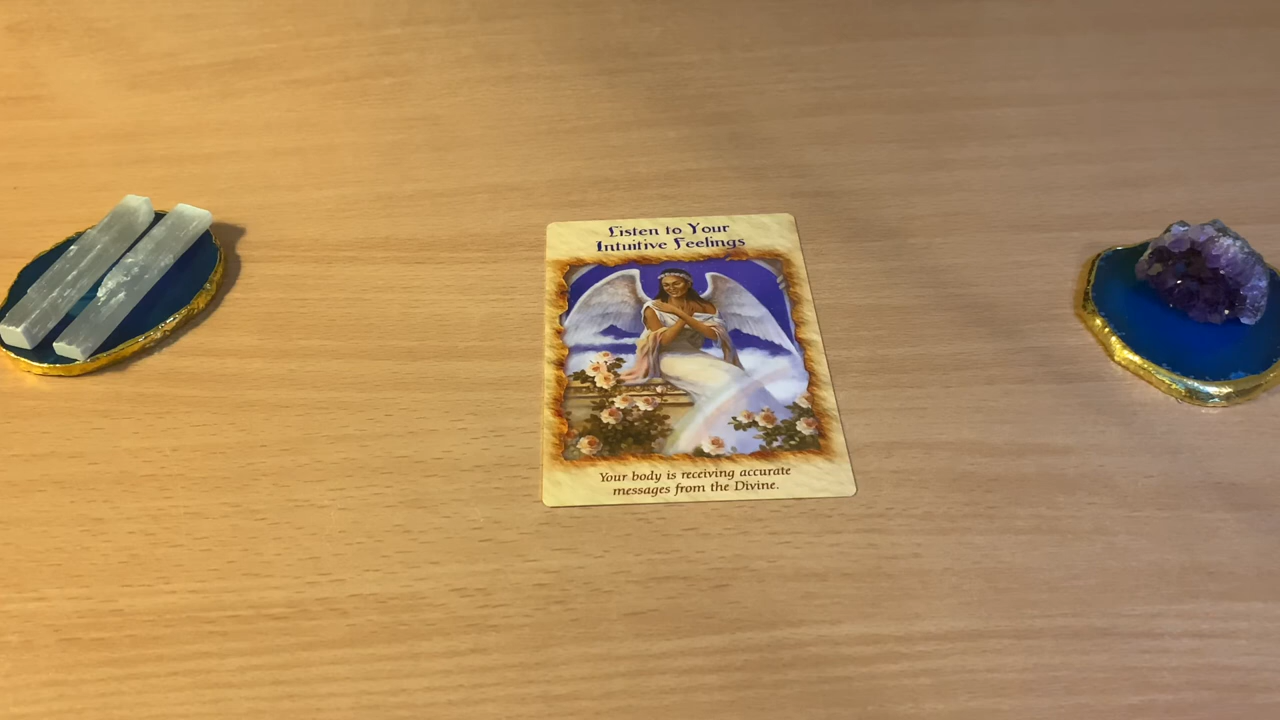 Listen to Your
Intuitive Feelings
Your body is receiving accurate
messages from the Divine.